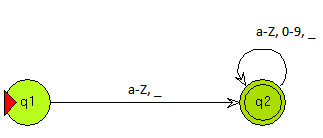 a-Z, 0-9, _
a-Z, _
q1
q2